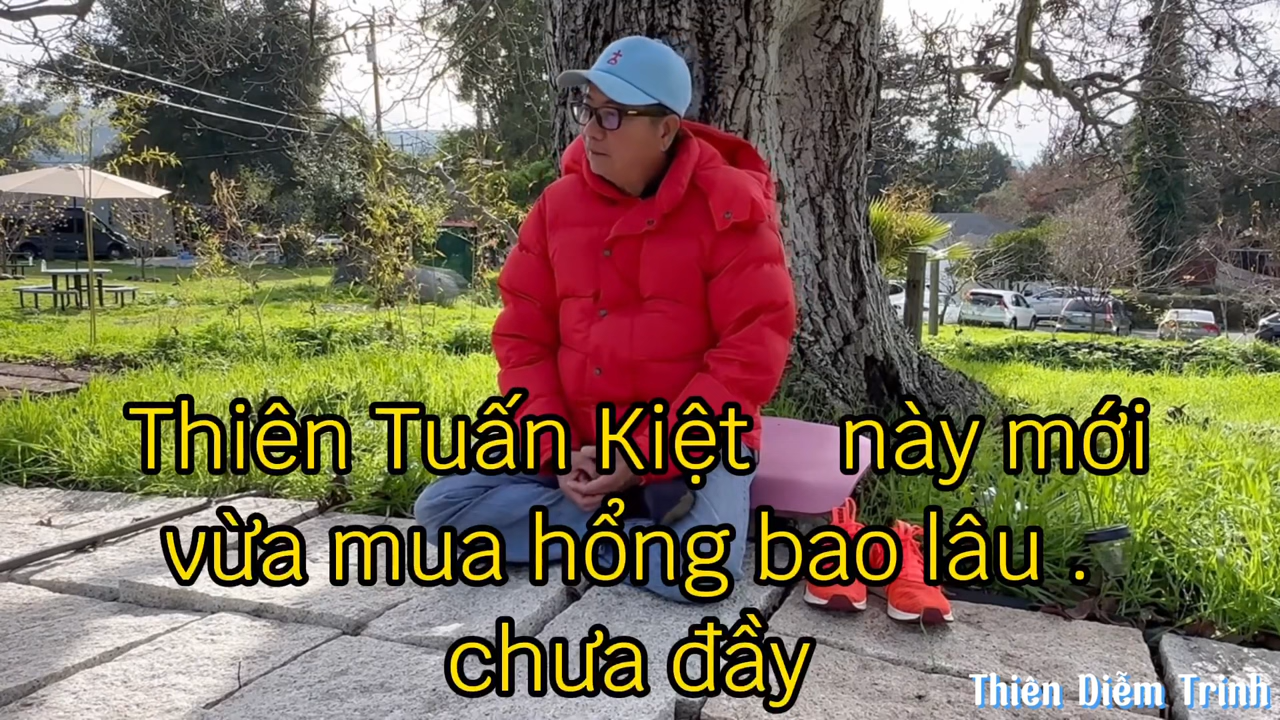 Thiên Tuấn Kiệt này mới
vừa mua hổng bao lâu .
chưa đầy
Thiên Diễm Trinh